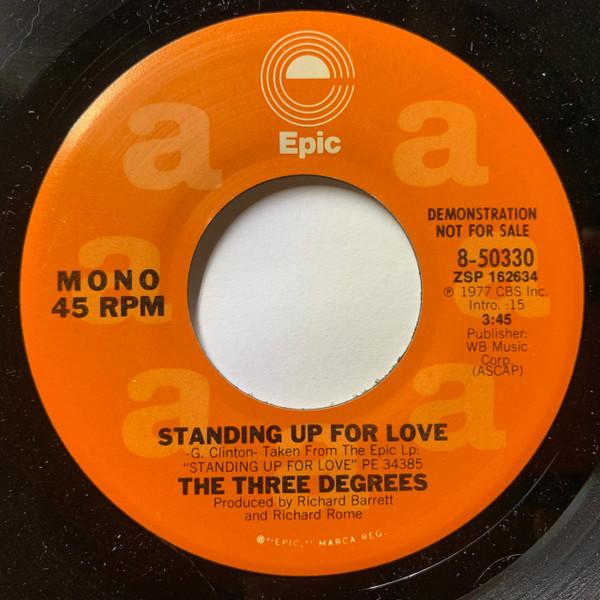 Epic
a a
DEMONSTRATION
NOT FOR SALE
a a
MONO
45 RPM
8-50330
ZSP 162634
℗ 1977 CBS Inc.
Intro. :15
3:45
Publisher:
WB Music
Corp.
(ASCAP)
a a
STANDING UP FOR LOVE
-G. Clinton- Taken From The Epic Lp:
"STANDING UP FOR LOVE" PE 34385
THE THREE DEGREES
Produced by Richard Barrett
and Richard Rome
®"EPIC," MARCA REG.